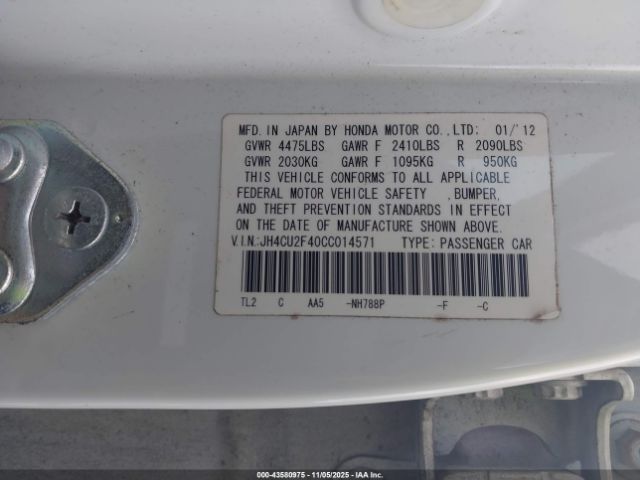 MFD. IN JAPAN BY HONDA MOTOR CO.,LTD: 01/'12
GVWR 4475LBS GAWR F 2410LBS R 2090LBS
GVWR 2030KG GAWR F 1095KG R 950KG
THIS VEHICLE CONFORMS TO ALL APPLICABLE
FEDERAL MOTOR VEHICLE SAFETY ,BUMPER,
AND THEFT PREVENTION STANDARDS IN EFFECT
ON THE DATE OF MANUFACTURE SHOWN ABOVE.
V.I.N:JH4CU2F40CC014571 TYPE: PASSENGER CAR
TL2 C AA5 -NH788P -F -C
000-43580975 - 11/05/2025 - IAA Inc.